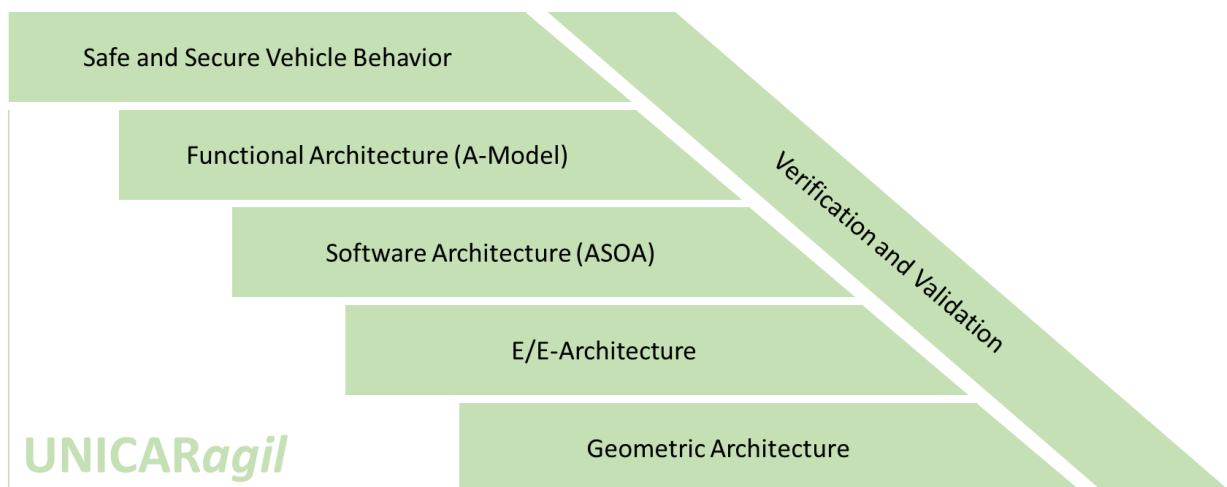 Safe and Secure Vehicle Behavior
Functional Architecture (A-Model)
Software Architecture (ASOA)
E/E-Architecture
Geometric Architecture
Verification and Validation
UNICARagil